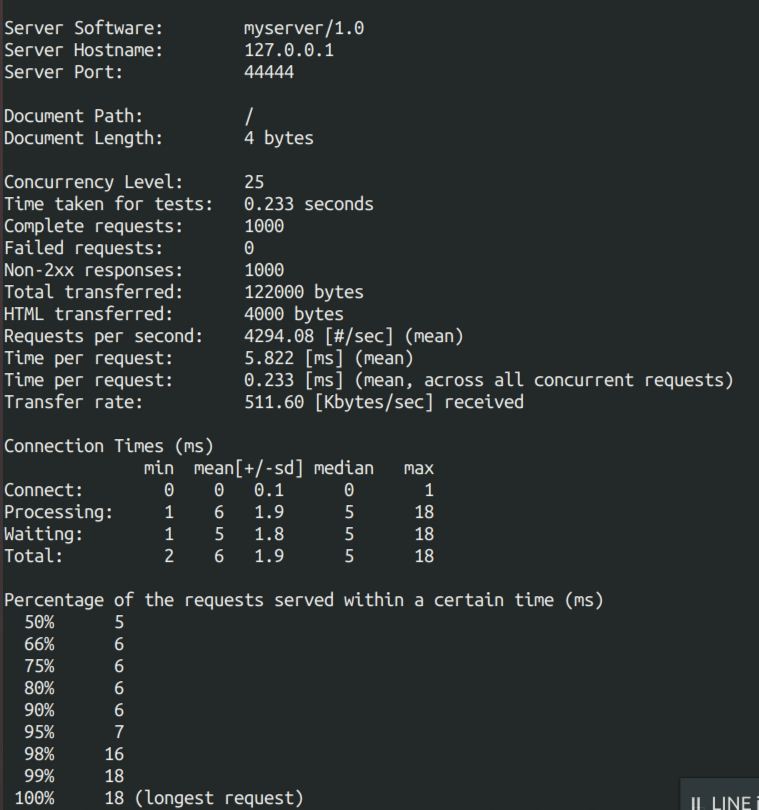 Server Software:        myserver/1.0
Server Hostname:        127.0.0.1
Server Port:            44444
Document Path:          /
Document Length:        4 bytes
Concurrency Level:      25
Time taken for tests:   0.233 seconds
Complete requests:      1000
Failed requests:        0
Non-2xx responses:      1000
Total transferred:      122000 bytes
HTML transferred:       4000 bytes
Requests per second:    4294.08 [#/sec] (mean)
Time per request:       5.822 [ms] (mean)
Time per request:       0.233 [ms] (mean, across all concurrent requests)
Transfer rate:          511.60 [Kbytes/sec] received
Connection Times (ms)
              min  mean[+/-sd] median   max
Connect:        0    0   0.1      0       1
Processing:     1    6   1.9      5      18
Waiting:        1    5   1.8      5      18
Total:          2    6   1.9      5      18
Percentage of the requests served within a certain time (ms)
  50%      5
  66%      6
  75%      6
  80%      6
  90%      6
  95%      7
  98%     16
  99%     18
 100%     18 (longest request)
LINE